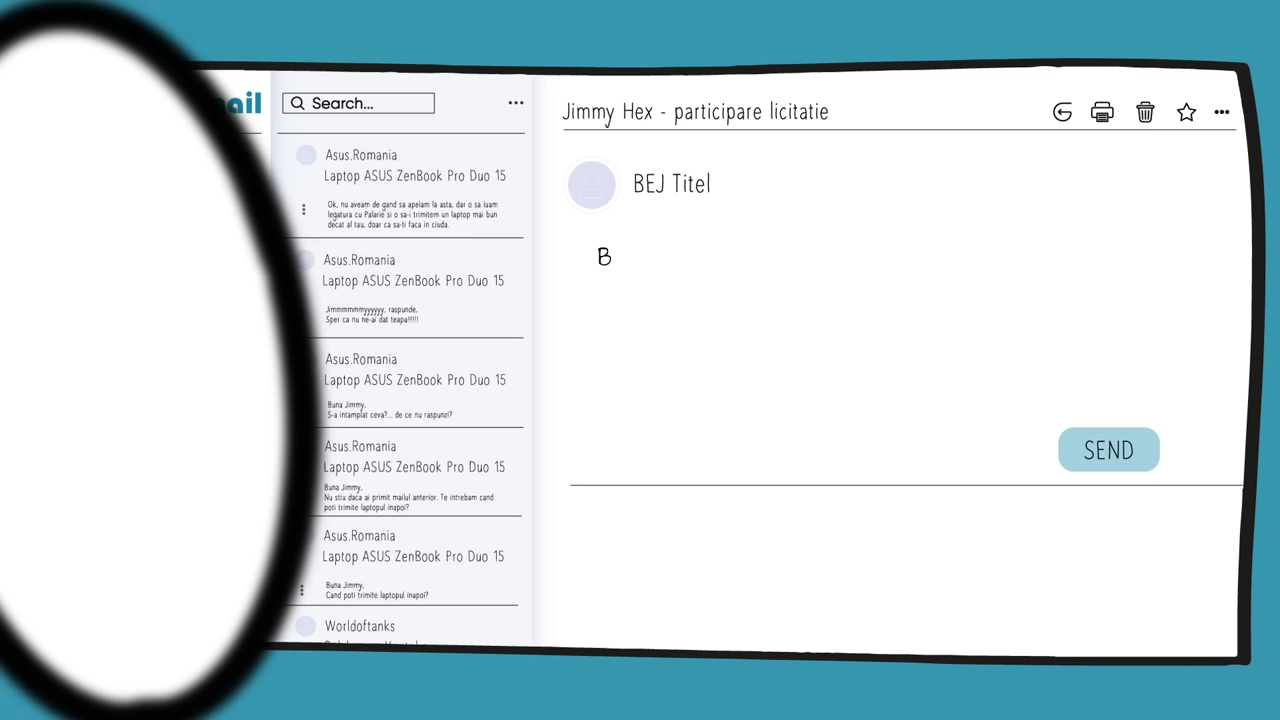 ail
Search...
Asus.Romania
Laptop ASUS ZenBook Pro Duo 15
Ok, nu aveam de gand sa apelam la asta, dar o sa luam
legatura cu Palarie si o sa-i trimitem un laptop mai bun
decat al tau, doar ca sa-ti faca in ciuda.
Asus.Romania
Laptop ASUS ZenBook Pro Duo 15
Jimmmmmmyyyyyy, raspunde,
Sper ca nu ne-ai dat teapa!!!!!
Asus.Romania
Laptop ASUS ZenBook Pro Duo 15
Buna Jimmy,
S-a intamplat ceva?... de ce nu raspunzi?
Asus.Romania
Laptop ASUS ZenBook Pro Duo 15
Buna Jimmy,
Nu stiu daca ai primit mailul anterior. Te intrebam cand
poti trimite laptopul inapoi?
Asus.Romania
Laptop ASUS ZenBook Pro Duo 15
Buna Jimmy,
Cand poti trimite laptopul inapoi?
Worldoftanks
Jimmy Hex - participare licitatie
BEJ Titel
B
SEND